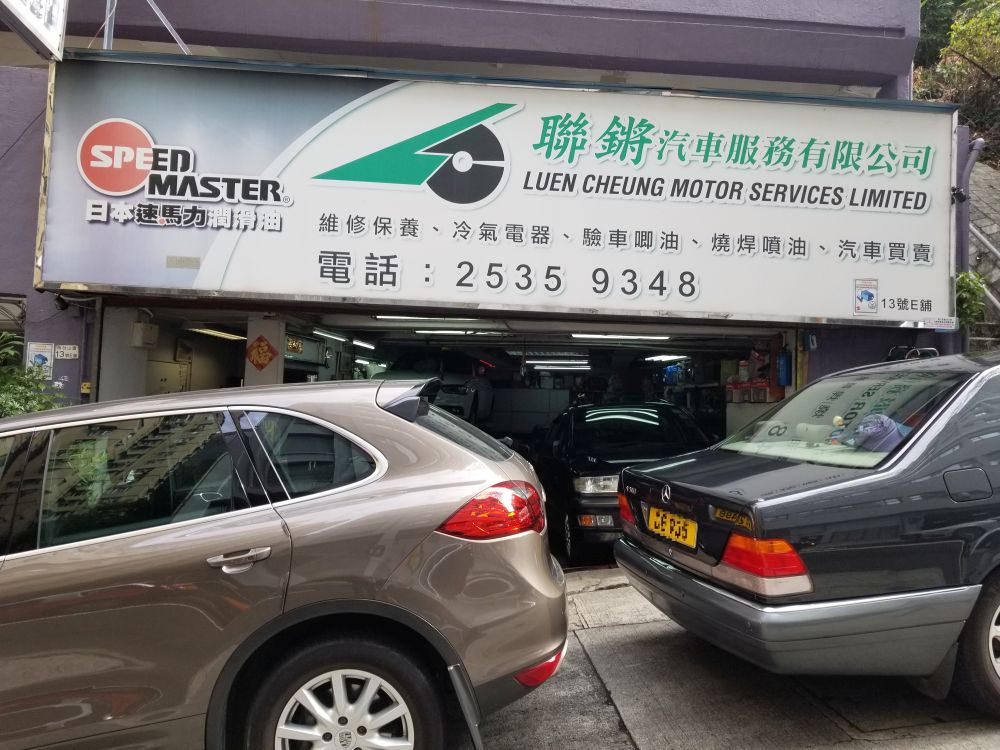 SPEED
MASTER®
日本速馬力潤滑油
聯鏘汽車服務有限公司
LUEN CHEUNG MOTOR SERVICES LIMITED
維修保養、冷氣電器、驗車唧油、燒焊噴油、汽車買賣
電話：2535 9348
13號E舖
福